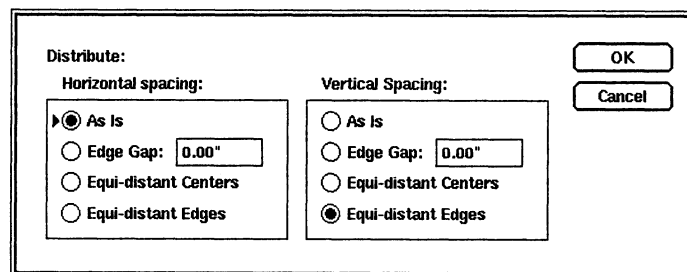 Distribute:
Horizontal spacing:
As Is
Edge Gap: 0.00"
Equi-distant Centers
Equi-distant Edges
Vertical Spacing:
As Is
Edge Gap: 0.00"
Equi-distant Centers
Equi-distant Edges
OK
Cancel